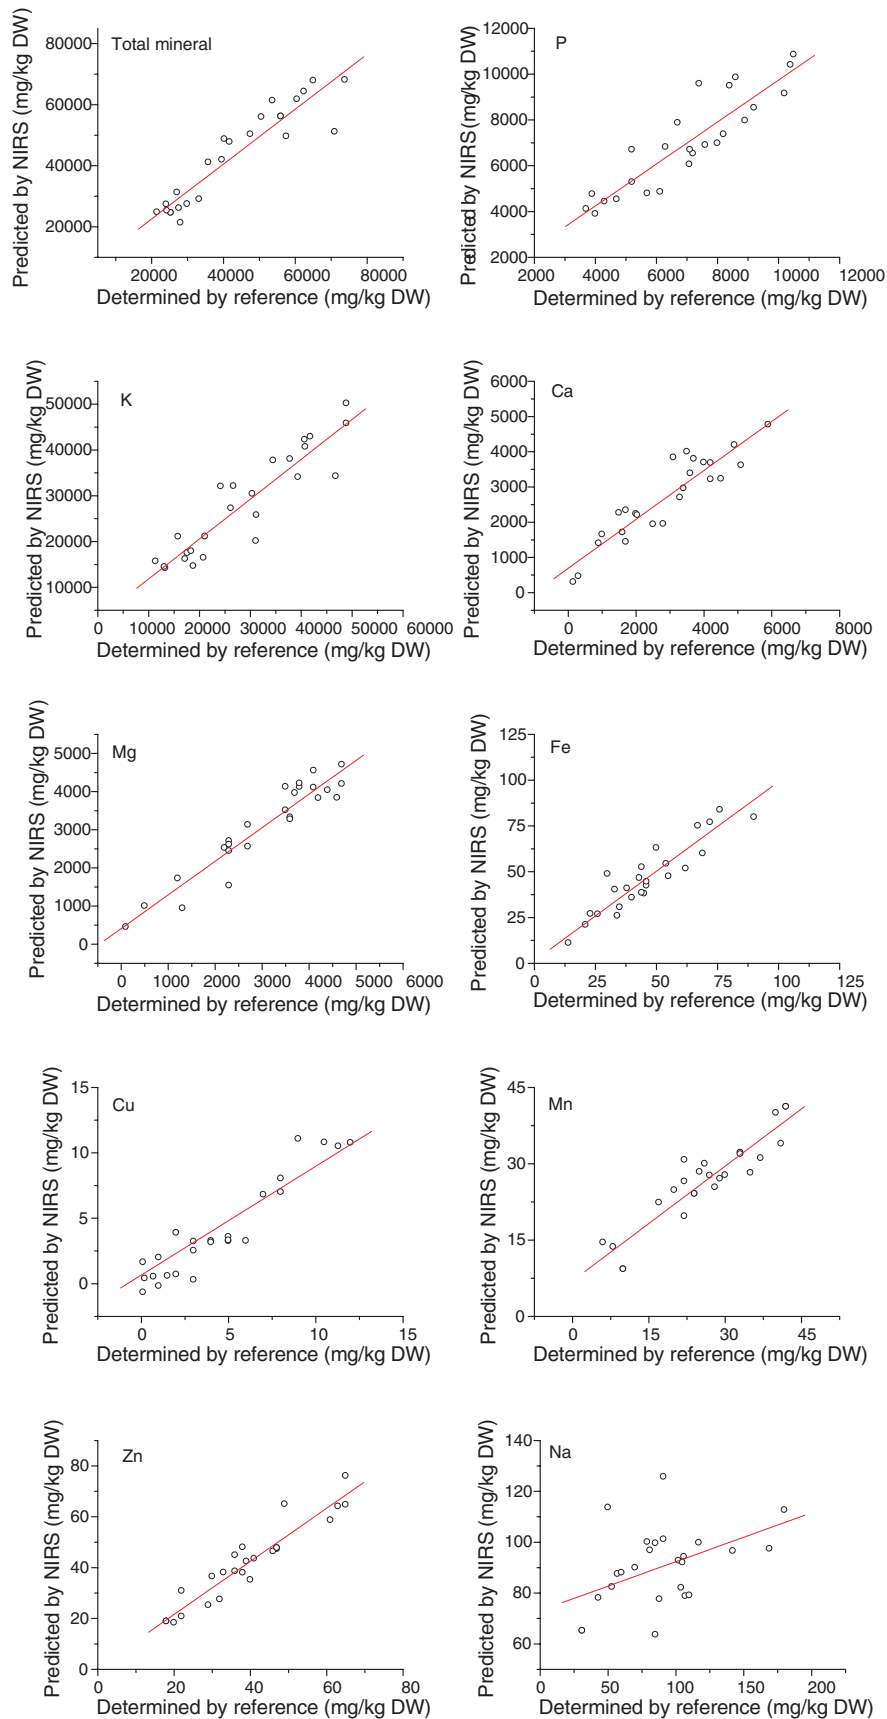 Total mineral
Predicted by NIRS (mg/kg DW)
80000
60000
40000
20000
20000 40000 60000 80000
Determined by reference (mg/kg DW)
P
Predicted by NIRS (mg/kg DW)
12000
10000
8000
6000
4000
2000
2000 4000 6000 8000 10000 12000
Determined by reference (mg/kg DW)
K
Predicted by NIRS (mg/kg DW)
50000
40000
30000
20000
10000
0 10000 20000 30000 40000 50000 60000
Determined by reference (mg/kg DW)
Ca
Predicted by NIRS (mg/kg DW)
6000
5000
4000
3000
2000
1000
0
0 2000 4000 6000 8000
Determined by reference (mg/kg DW)
Mg
Predicted by NIRS (mg/kg DW)
5000
4000
3000
2000
1000
0
0 1000 2000 3000 4000 5000 6000
Determined by reference (mg/kg DW)
Fe
Predicted by NIRS (mg/kg DW)
125
100
75
50
25
0
0 25 50 75 100 125
Determined by reference (mg/kg DW)
Cu
Predicted by NIRS (mg/kg DW)
15
10
5
0
0 5 10 15
Determined by reference (mg/kg DW)
Mn
Predicted by NIRS (mg/kg DW)
45
30
15
0
0 15 30 45
Determined by reference (mg/kg DW)
Zn
Predicted by NIRS (mg/kg DW)
80
60
40
20
0
0 20 40 60 80
Determined by reference (mg/kg DW)
Na
Predicted by NIRS (mg/kg DW)
140
120
100
80
60
0 50 100 150 200
Determined by reference (mg/kg DW)